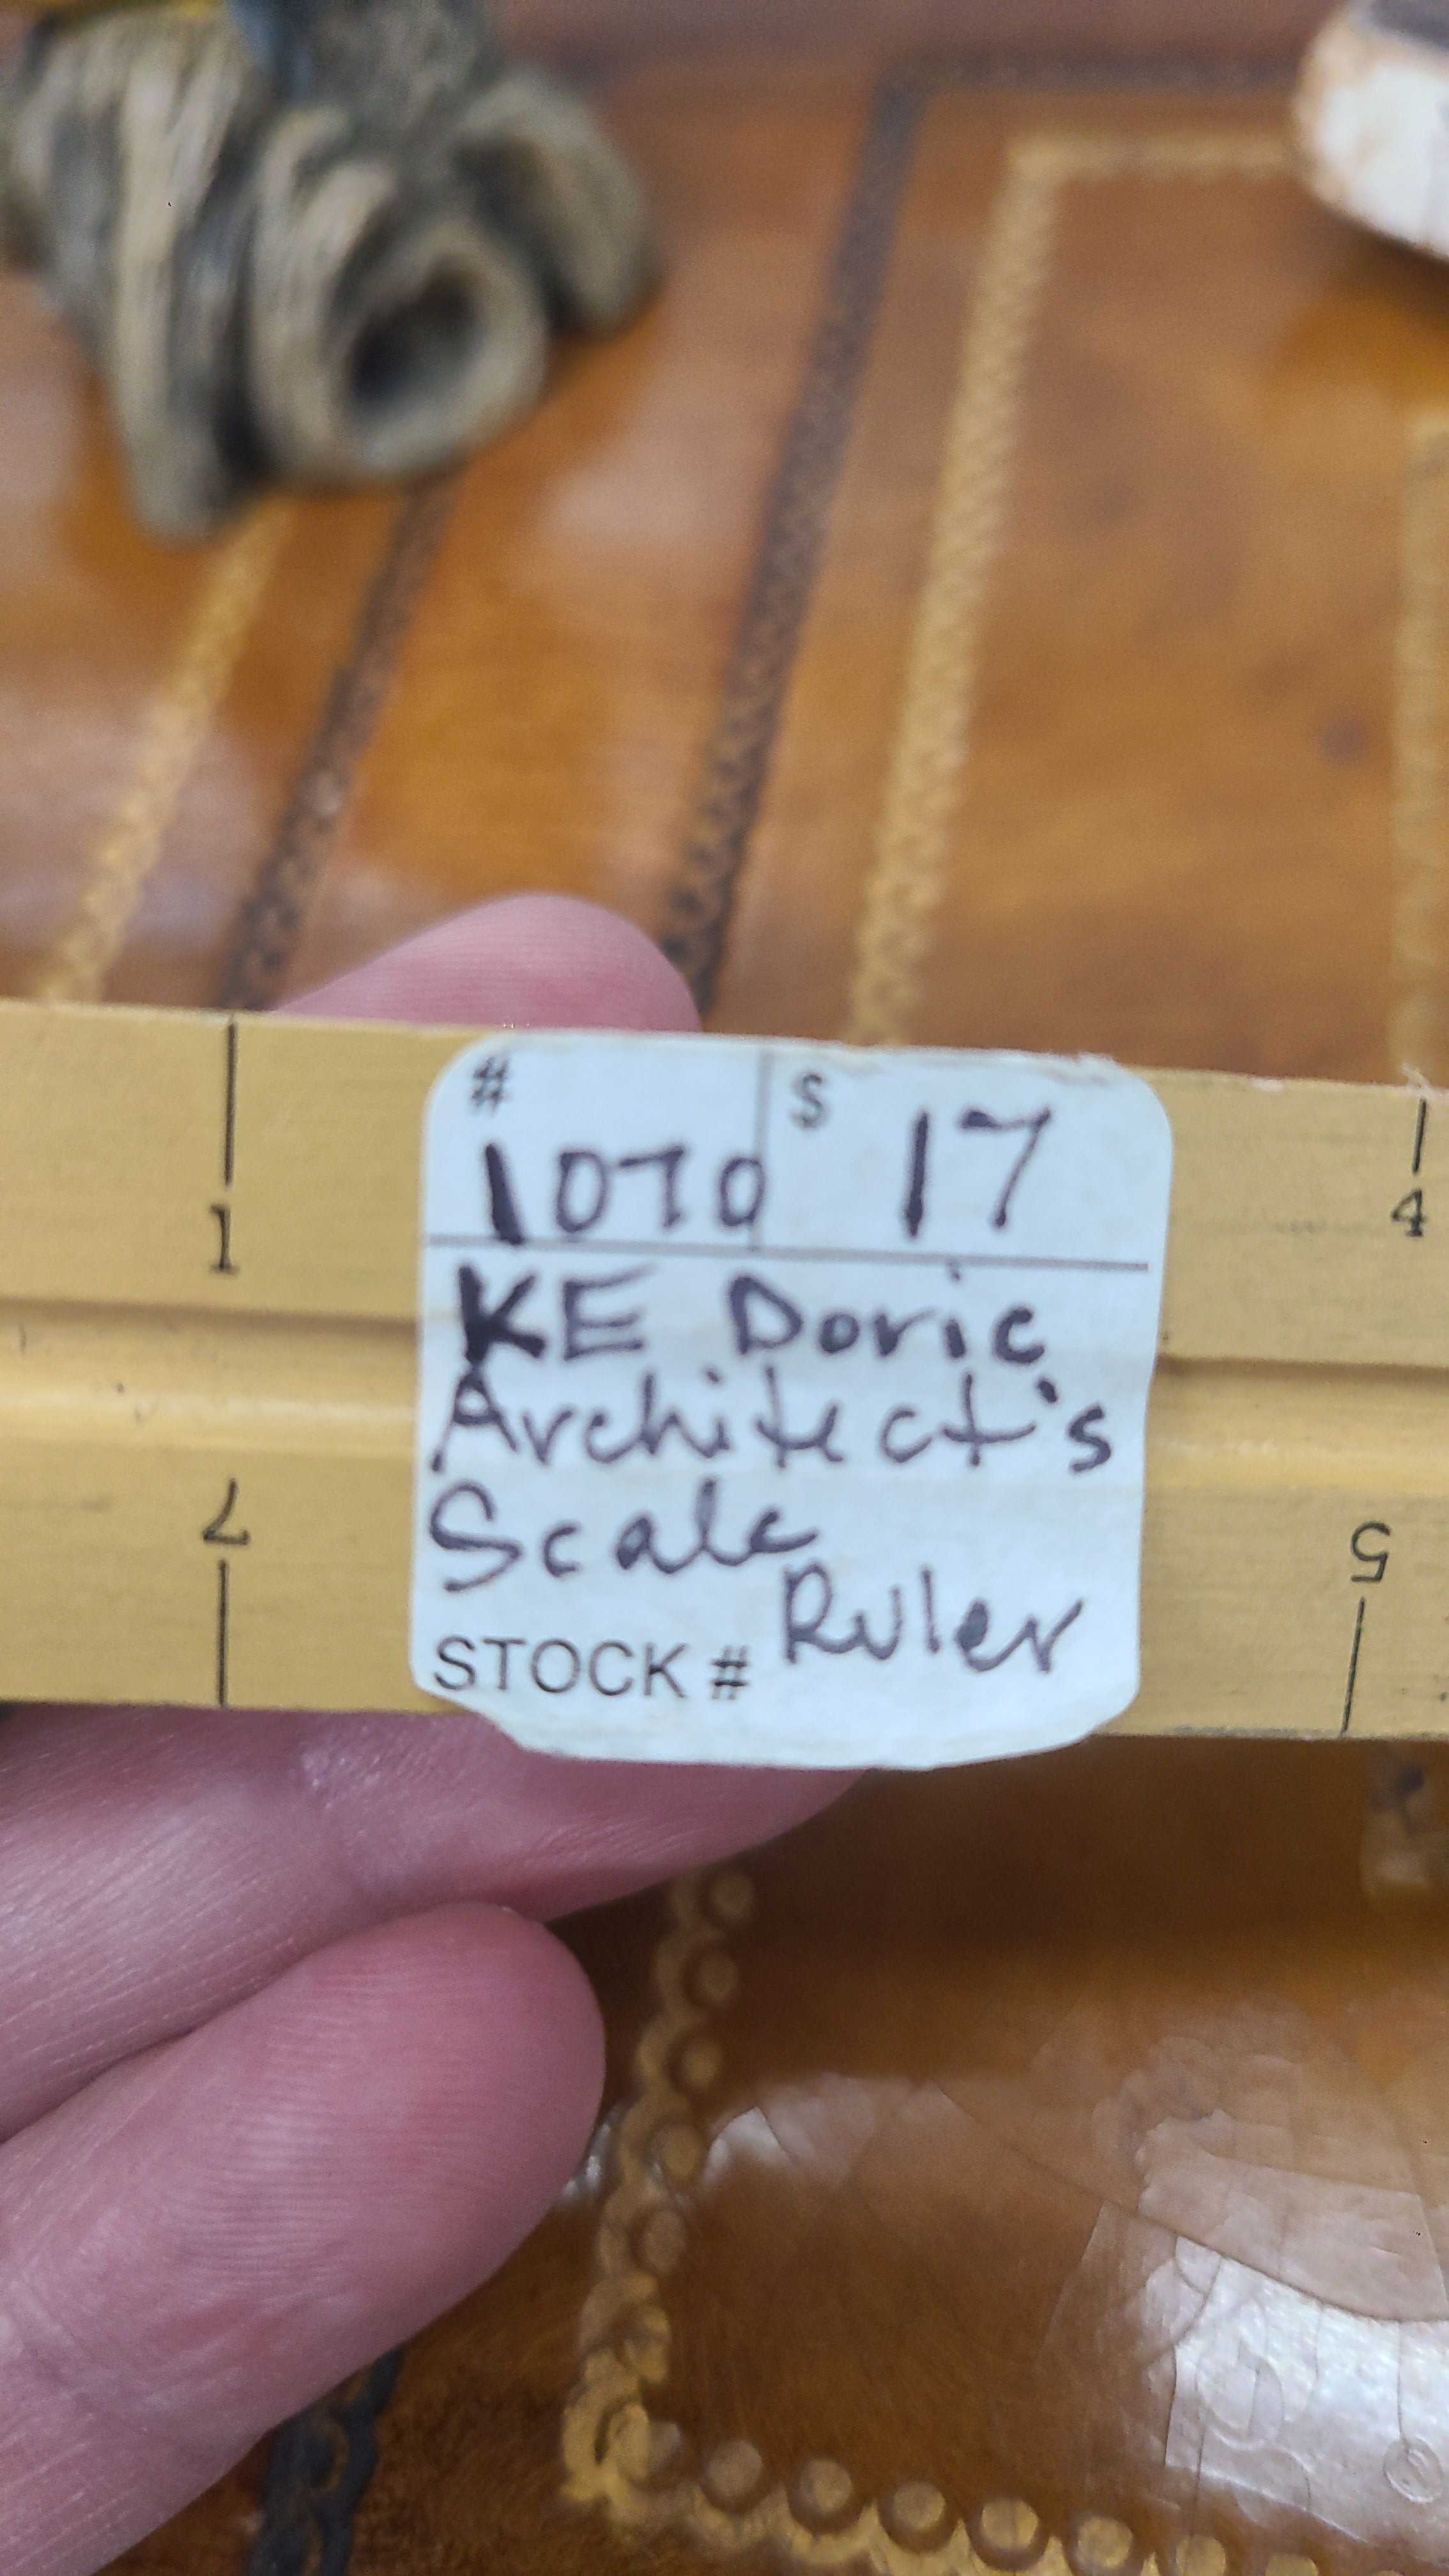 # $
1070 17
1 4
KE Doric
Architect's
Scale
Ruler
STOCK #
7 5